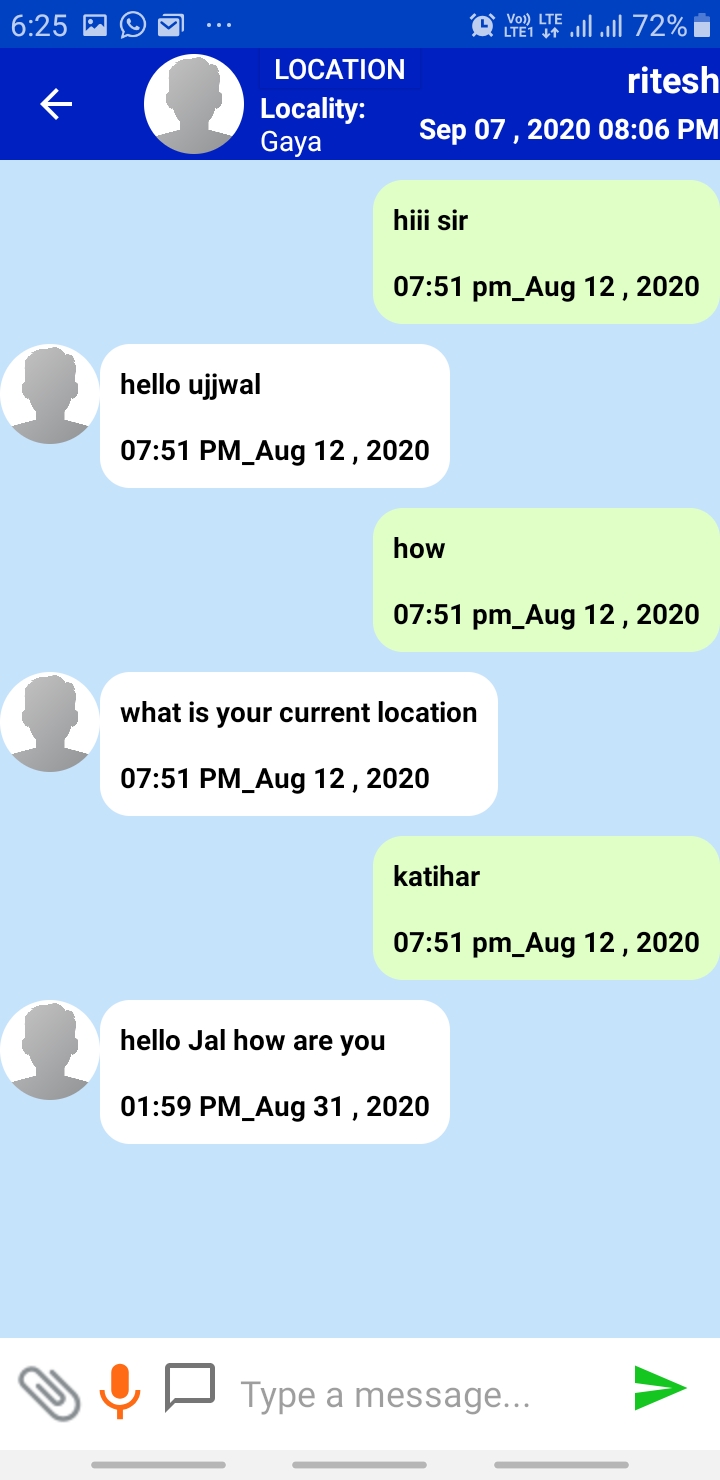 6:25
Vo)) LTE
LTE1
72%
LOCATION
ritesh
Locality:
Gaya
Sep 07 , 2020 08:06 PM
hiii sir
07:51 pm_Aug 12 , 2020
hello ujjwal
07:51 PM_Aug 12 , 2020
how
07:51 pm_Aug 12 , 2020
what is your current location
07:51 PM_Aug 12 , 2020
katihar
07:51 pm_Aug 12 , 2020
hello Jal how are you
01:59 PM_Aug 31 , 2020
Type a message...